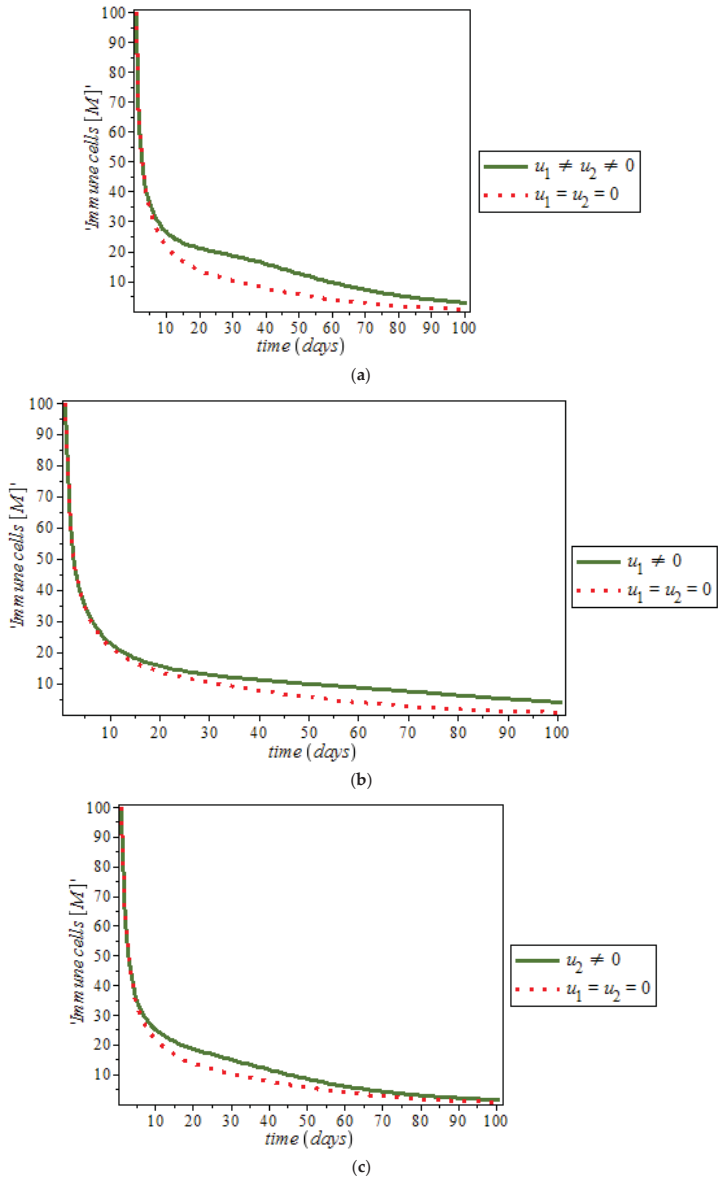 100
90
80
70
60
50
40
30
20
10
'Immune cells [M]'
10 20 30 40 50 60 70 80 90 100
time (days)
u₁ ≠ u₂ ≠ 0
u₁ = u₂ = 0
(a)
100
90
80
70
60
50
40
30
20
10
'Immune cells [M]'
10 20 30 40 50 60 70 80 90 100
time (days)
u₁ ≠ 0
u₁ = u₂ = 0
(b)
100
90
80
70
60
50
40
30
20
10
'Immune cells [M]'
10 20 30 40 50 60 70 80 90 100
time (days)
u₂ ≠ 0
u₁ = u₂ = 0
(c)